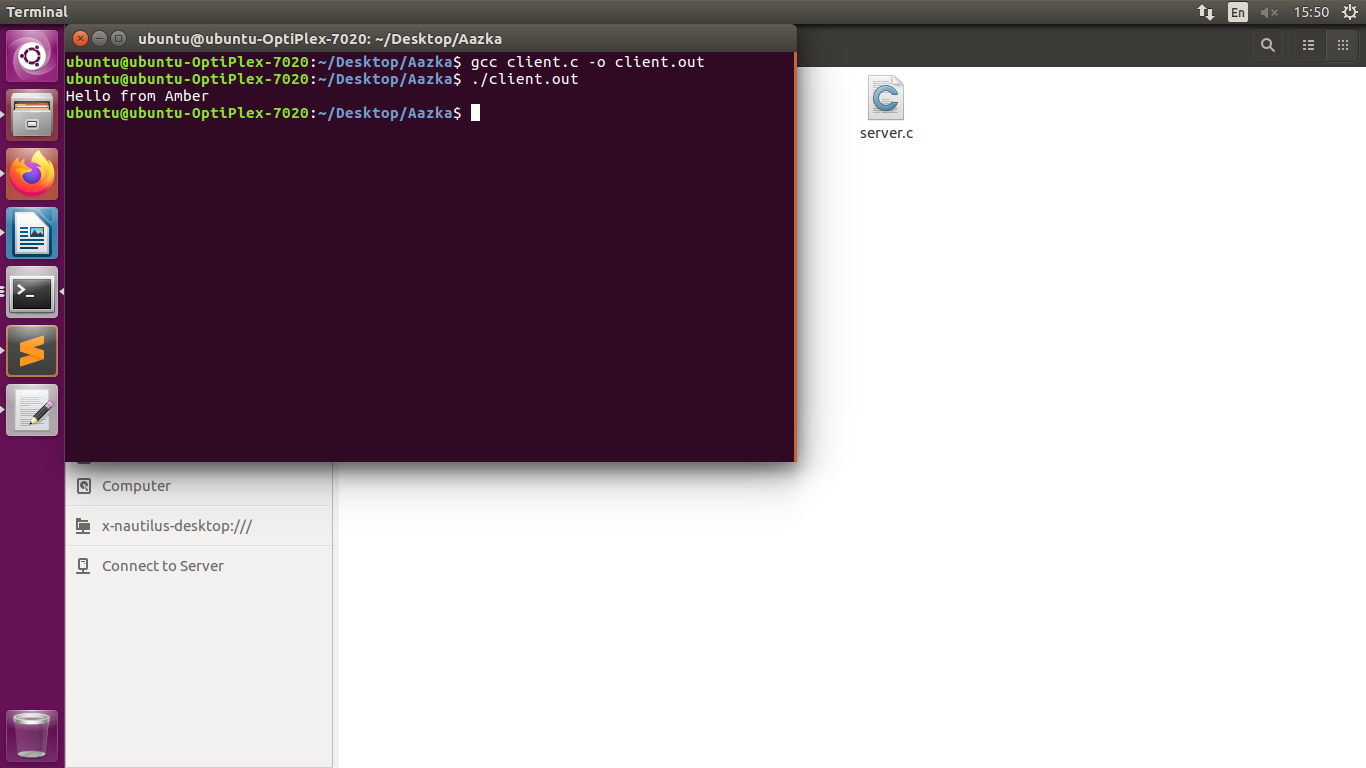 Terminal
En
15:50
ubuntu@ubuntu-OptiPlex-7020: ~/Desktop/Aazka
ubuntu@ubuntu-OptiPlex-7020:~/Desktop/Aazka$ gcc client.c -o client.out
ubuntu@ubuntu-OptiPlex-7020:~/Desktop/Aazka$ ./client.out
Hello from Amber
ubuntu@ubuntu-OptiPlex-7020:~/Desktop/Aazka$
server.c
Computer
x-nautilus-desktop:///
Connect to Server